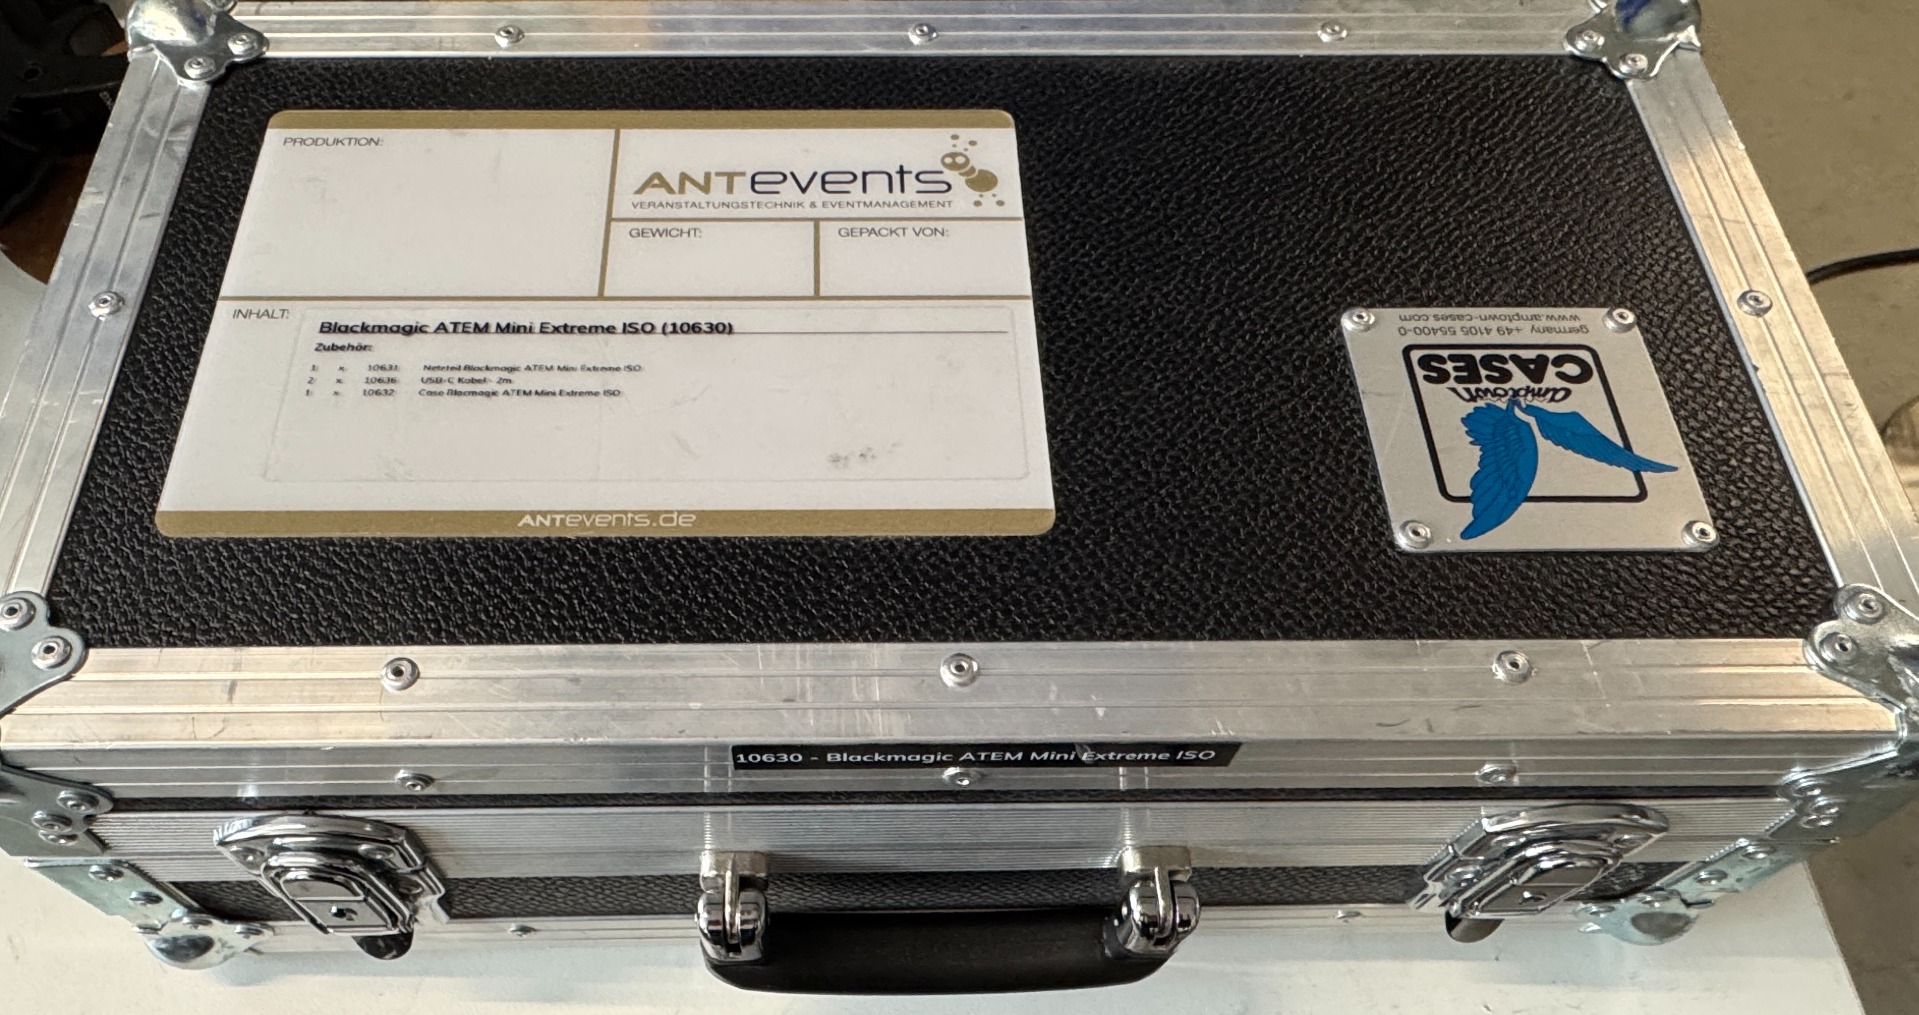 PRODUKTION:
ANTevents
VERANSTALTUNGSTECHNIK & EVENTMANAGEMENT
GEWICHT:
GEPACKT VON:
INHALT:
Blackmagic ATEM Mini Extreme ISO (10630)
Zubehör:
1 x 10631 Netzteil Blackmagic ATEM Mini Extreme ISO
2 x 10636 USB-C Kabel - 2m
1 x 10632 Case Blacmagic ATEM Mini Extreme ISO
ANTevents.de
amptown
CASES
germany +49 4105 55400-0
www.amptown-cases.com
10630 - Blackmagic ATEM Mini Extreme ISO